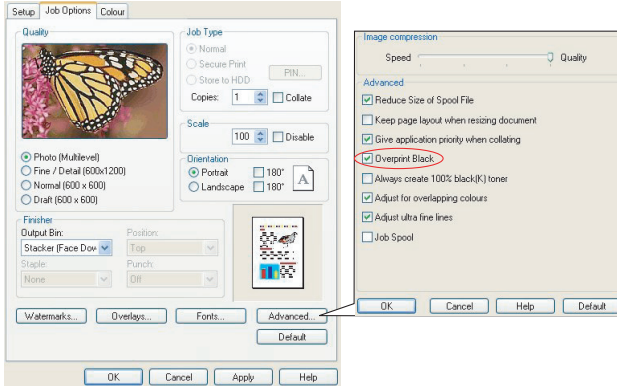 Setup Job Options Colour
Quality
Photo (Multilevel)
Fine / Detail (600x1200)
Normal (600 x 600)
Draft (600 x 600)
Job Type
Normal
Secure Print
Store to HDD
PIN...
Copies: 1 Collate
Scale
100 Disable
Orientation
Portrait 180°
Landscape 180°
A
Finisher
Output Bin: Position:
Stacker (Face Dow Top
Staple: Punch:
None Off
Watermarks... Overlays... Fonts... Advanced...
Default
OK Cancel Apply Help
Image compression
Speed Quality
Advanced
Reduce Size of Spool File
Keep page layout when resizing document
Give application priority when collating
Overprint Black
Always create 100% black(K) toner
Adjust for overlapping colours
Adjust ultra fine lines
Job Spool
OK Cancel Help Default